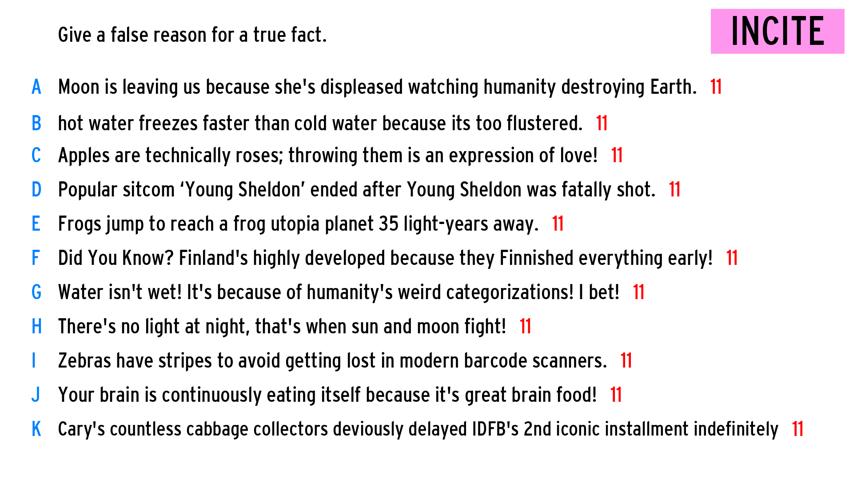 Give a false reason for a true fact.
INCITE
A Moon is leaving us because she's displeased watching humanity destroying Earth. 11
B hot water freezes faster than cold water because its too flustered. 11
C Apples are technically roses; throwing them is an expression of love! 11
D Popular sitcom ‘Young Sheldon’ ended after Young Sheldon was fatally shot. 11
E Frogs jump to reach a frog utopia planet 35 light-years away. 11
F Did You Know? Finland's highly developed because they Finnished everything early! 11
G Water isn't wet! It's because of humanity's weird categorizations! I bet! 11
H There's no light at night, that's when sun and moon fight! 11
I Zebras have stripes to avoid getting lost in modern barcode scanners. 11
J Your brain is continuously eating itself because it's great brain food! 11
K Cary's countless cabbage collectors deviously delayed IDFB's 2nd iconic installment indefinitely 11